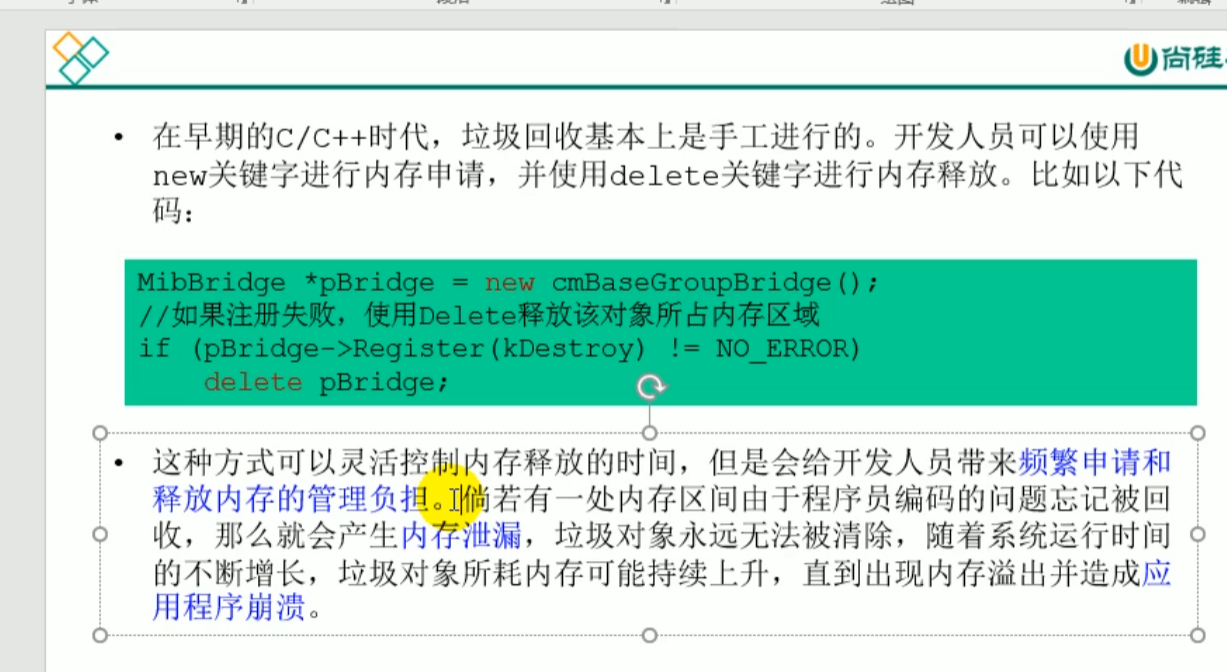 尚硅
• 在早期的C/C++时代，垃圾回收基本上是手工进行的。开发人员可以使用
new关键字进行内存申请，并使用delete关键字进行内存释放。比如以下代
码：
MibBridge *pBridge = new cmBaseGroupBridge();
//如果注册失败，使用Delete释放该对象所占内存区域
if (pBridge->Register(kDestroy) != NO_ERROR)
    delete pBridge;
• 这种方式可以灵活控制内存释放的时间，但是会给开发人员带来频繁申请和
释放内存的管理负担。倘若有一处内存区间由于程序员编码的问题忘记被回
收，那么就会产生内存泄漏，垃圾对象永远无法被清除，随着系统运行时间
的不断增长，垃圾对象所耗内存可能持续上升，直到出现内存溢出并造成应
用程序崩溃。